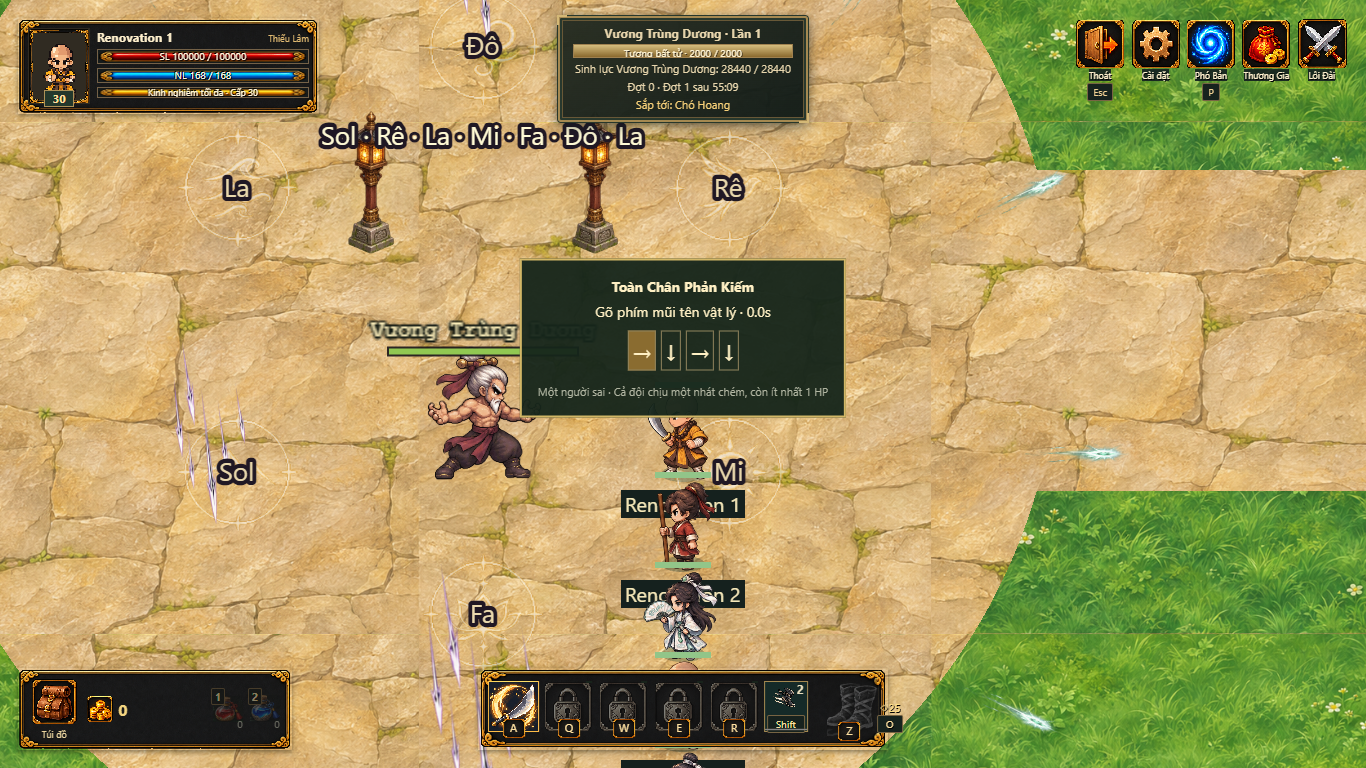 Renovation 1
Thiếu Lâm
SL 100000 / 100000
NL 168 / 168
Kinh nghiệm tối đa · Cấp 30
30
Đô
Vương Trùng Dương · Lần 1
Tương bất tử · 2000 / 2000
Sinh lực Vương Trùng Dương: 28440 / 28440
Đợt 0 · Đợt 1 sau 55:09
Sắp tới: Chó Hoang
Thoát
Cài đặt
Phó Bản
Thương Gia
Lôi Đài
Esc
P
Sol · Rê · La · Mi · Fa · Đô · La
La
Rê
Toàn Chân Phản Kiếm
Gõ phím mũi tên vật lý · 0.0s
→ ↓ → ↓
Một người sai · Cả đội chịu một nhát chém, còn ít nhất 1 HP
Vương Trùng Dương
Sol
Mi
Fa
Túi đồ
0
1
0
2
0
A
Q
W
E
R
2
Shift
Z
25
O